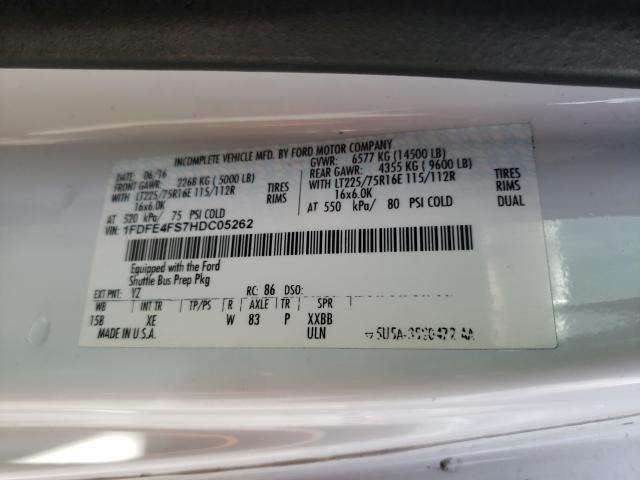 INCOMPLETE VEHICLE MFD. BY FORD MOTOR COMPANY
DATE: 06/16 GVWR: 6577 KG (14500 LB)
FRONT GAWR: 2268 KG ( 5000 LB) REAR GAWR: 4355 KG ( 9600 LB)
WITH LT225/75R16E 115/112R TIRES WITH LT225/75R16E 115/112R TIRES
16x6.0K RIMS 16x6.0K RIMS
AT 520 kPa/ 75 PSI COLD AT 550 kPa/ 80 PSI COLD DUAL
VIN: 1FDFE4FS7HDC05262
Equipped with the Ford
Shuttle Bus Prep Pkg
EXT PNT: YZ RC: 86 DSO:
WB INT TR TP/PS R AXLE TR SPR
158 XE W 83 P XXBB
MADE IN U.S.A. ULN